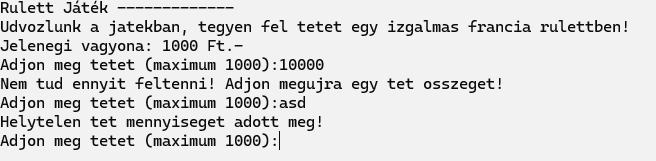 Rulett Játék -------------
Udvozlunk a jatekban, tegyen fel tetet egy izgalmas francia rulettben!
Jelenegi vagyona: 1000 Ft.-
Adjon meg tetet (maximum 1000):10000
Nem tud ennyit feltenni! Adjon megujra egy tet osszeget!
Adjon meg tetet (maximum 1000):asd
Helytelen tet mennyiseget adott meg!
Adjon meg tetet (maximum 1000):